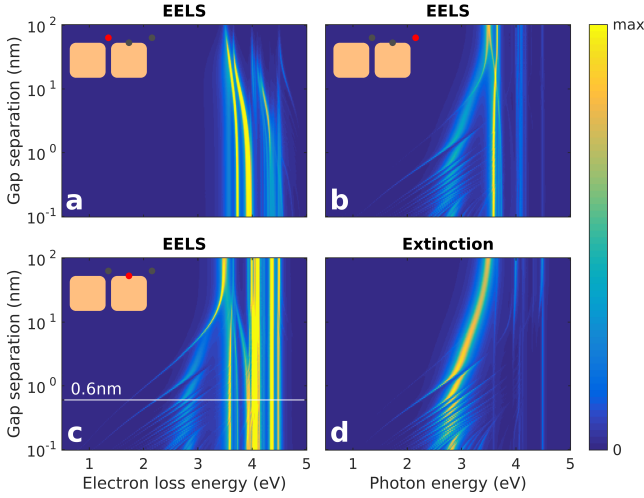 EELS
EELS
Gap separation (nm)
10^2
10^1
10^0
10^-1
a
b
max
EELS
Extinction
Gap separation (nm)
10^2
10^1
10^0
10^-1
0.6nm
c
d
0
1 2 3 4 5
1 2 3 4 5
Electron loss energy (eV)
Photon energy (eV)